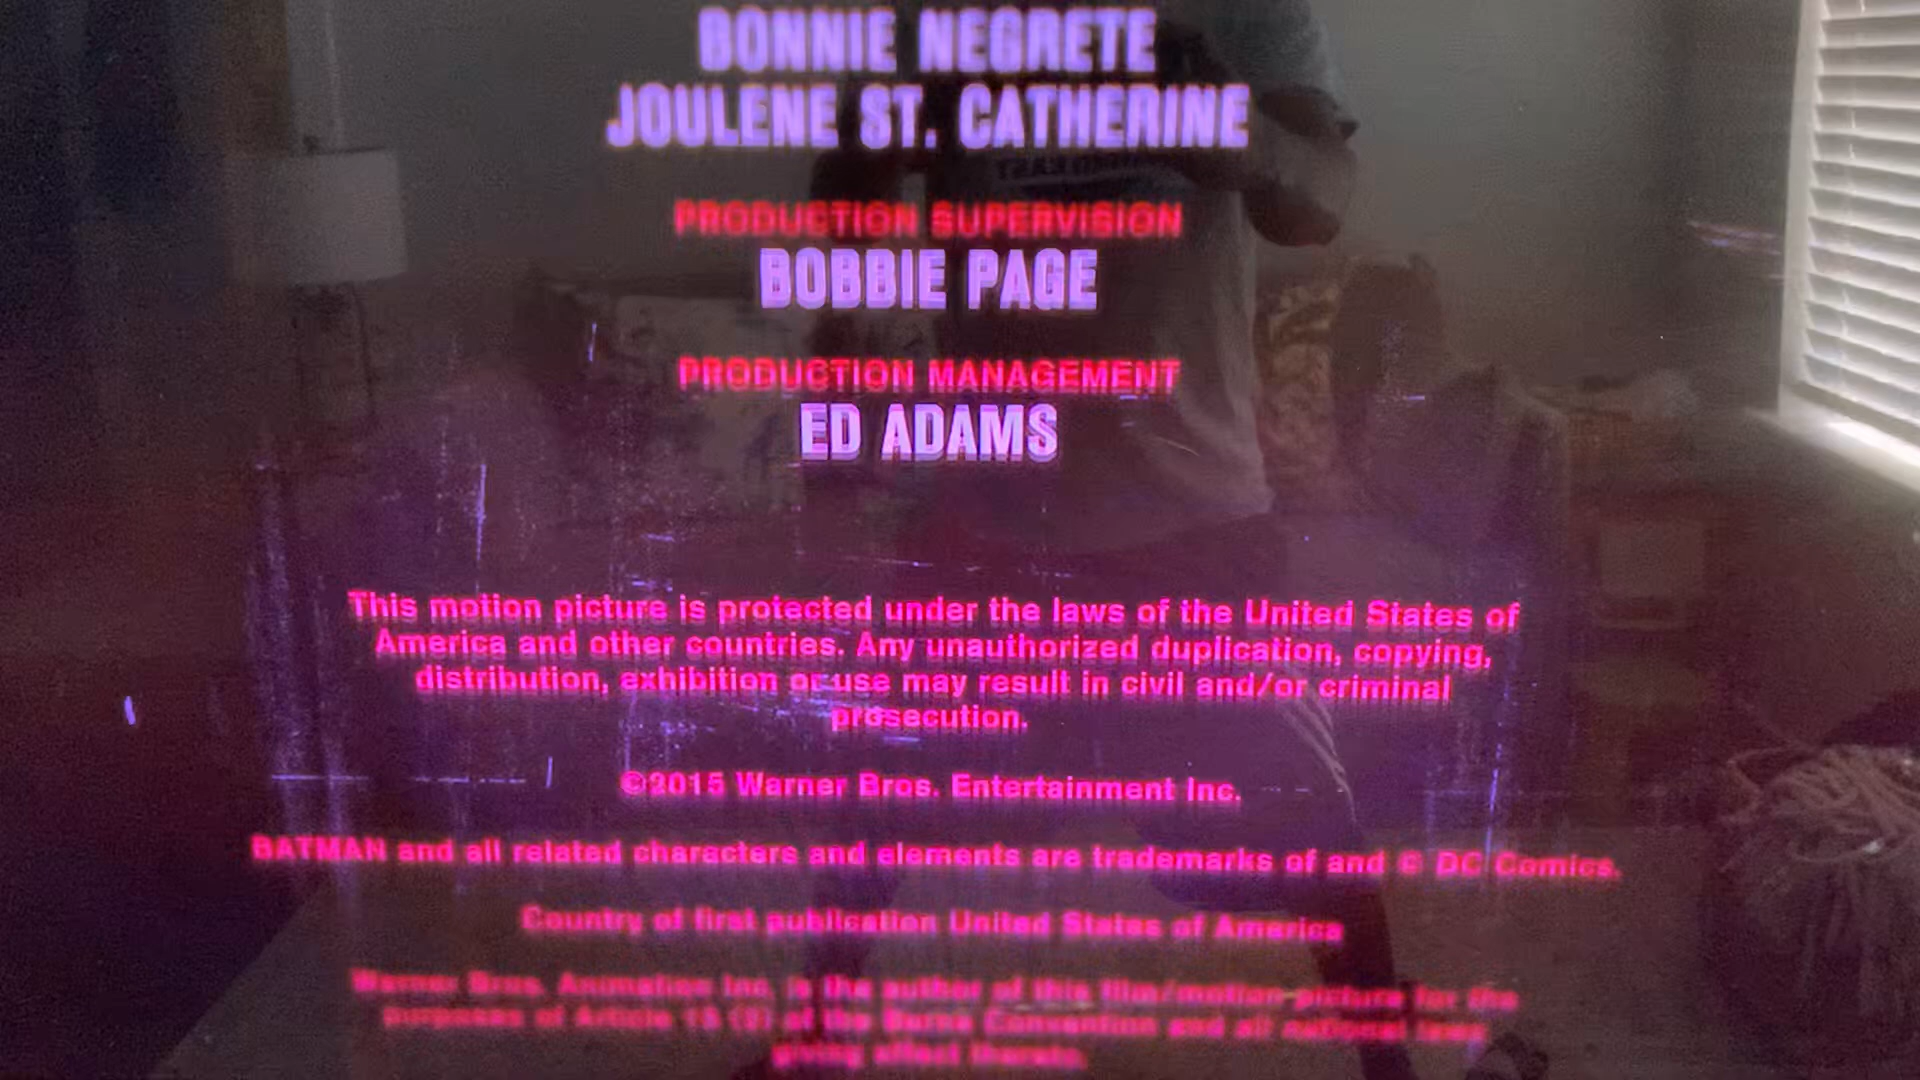 BONNIE NEGRETE
JOULENE ST. CATHERINE
PRODUCTION SUPERVISION
BOBBIE PAGE
PRODUCTION MANAGEMENT
ED ADAMS
This motion picture is protected under the laws of the United States of
America and other countries. Any unauthorized duplication, copying,
distribution, exhibition or use may result in civil and/or criminal
prosecution.
©2015 Warner Bros. Entertainment Inc.
BATMAN and all related characters and elements are trademarks of and © DC Comics.
Country of first publication United States of America
Warner Bros. Animation Inc. is the author of this film/motion picture for the
purposes of Article 15 (2) of the Berne Convention and all national laws
giving effect thereto.